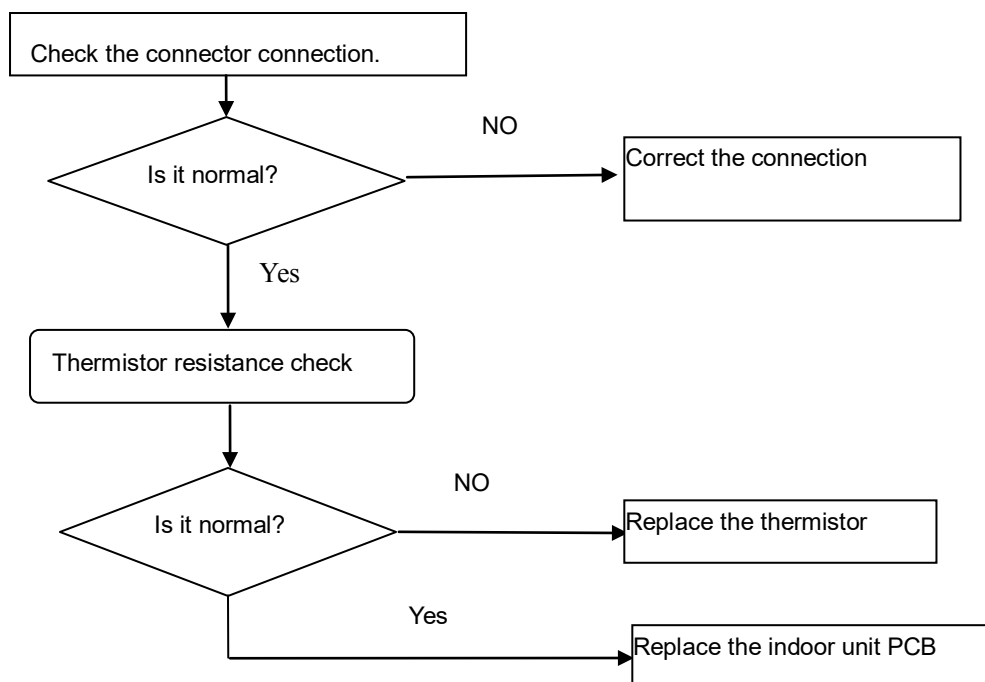 Check the connector connection.
NO
Is it normal?
Correct the connection
Yes
Thermistor resistance check
NO
Is it normal?
Replace the thermistor
Yes
Replace the indoor unit PCB